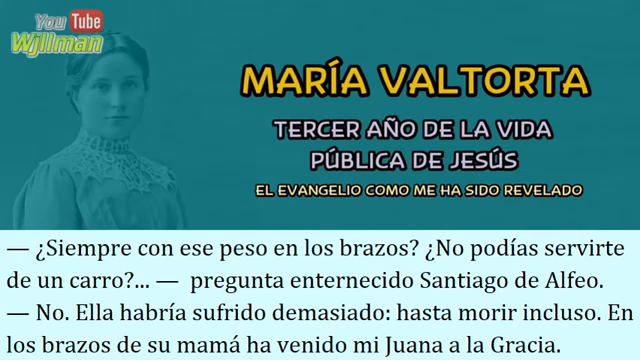 You Tube
Wjllman
MARÍA VALTORTA
TERCER AÑO DE LA VIDA
PÚBLICA DE JESÚS
EL EVANGELIO COMO ME HA SIDO REVELADO
— ¿Siempre con ese peso en los brazos? ¿No podías servirte
de un carro?... — pregunta enternecido Santiago de Alfeo.
— No. Ella habría sufrido demasiado: hasta morir incluso. En
los brazos de su mamá ha venido mi Juana a la Gracia.